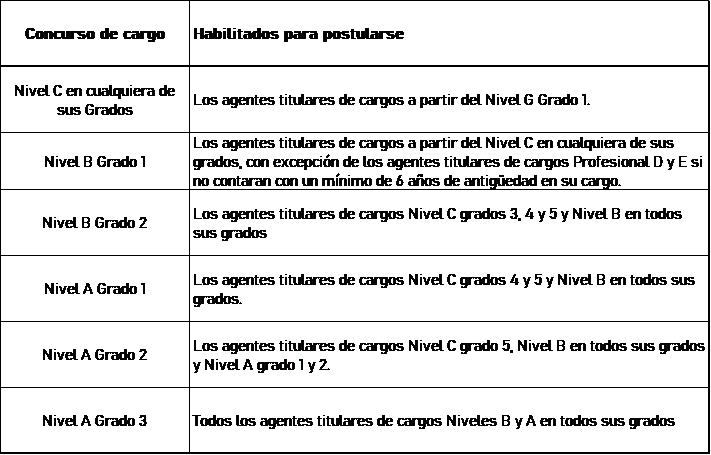 Concurso de cargo
Habilitados para postularse
Nivel C en cualquiera de
sus Grados
Los agentes titulares de cargos a partir del Nivel G Grado 1.
Nivel B Grado 1
Los agentes titulares de cargos a partir del Nivel C en cualquiera de sus
grados, con excepción de los agentes titulares de cargos Profesional D y E si
no contaran con un mínimo de 6 años de antigüedad en su cargo.
Nivel B Grado 2
Los agentes titulares de cargos Nivel C grados 3, 4 y 5 y Nivel B en todos
sus grados
Nivel A Grado 1
Los agentes titulares de cargos Nivel C grados 4 y 5 y Nivel B en todos sus
grados.
Nivel A Grado 2
Los agentes titulares de cargos Nivel C grado 5, Nivel B en todos sus grados
y Nivel A grado 1 y 2.
Nivel A Grado 3
Todos los agentes titulares de cargos Niveles B y A en todos sus grados